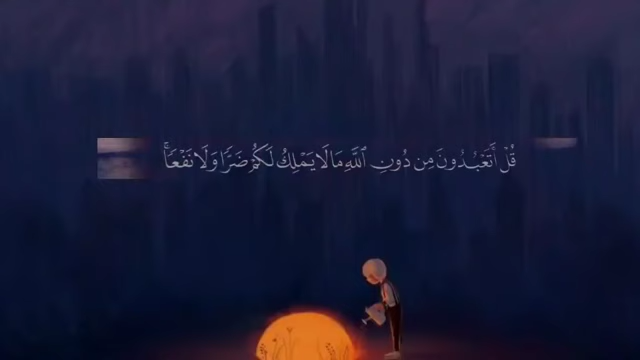 قُلْ أَتَعْبُدُونَ مِن دُونِ ٱللَّهِ مَا لَا يَمْلِكُ لَكُمْ ضَرًّا وَلَا نَفْعًا ۚ